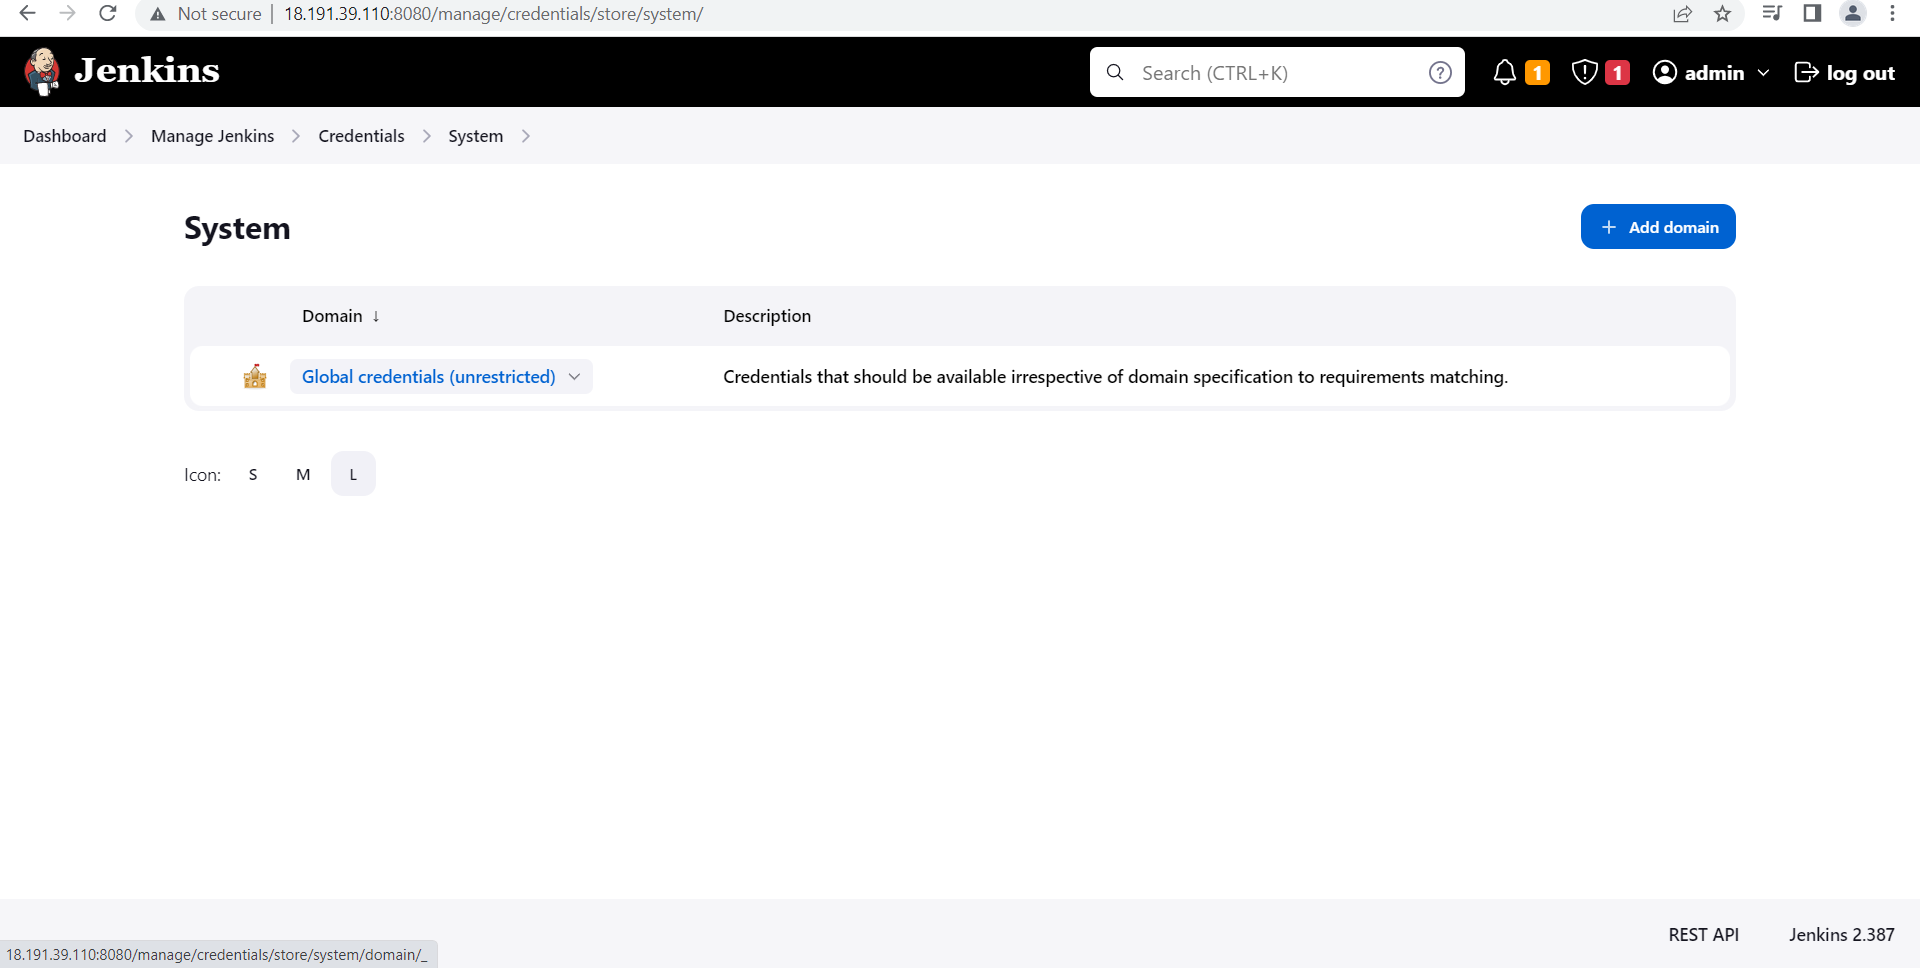 Not secure | 18.191.39.110:8080/manage/credentials/store/system/
Jenkins Search (CTRL+K) ? 1 1 admin log out
Dashboard Manage Jenkins Credentials System
System + Add domain
Domain ↓ Description
Global credentials (unrestricted) Credentials that should be available irrespective of domain specification to requirements matching.
Icon: S M L
REST API Jenkins 2.387
18.191.39.110:8080/manage/credentials/store/system/domain/_